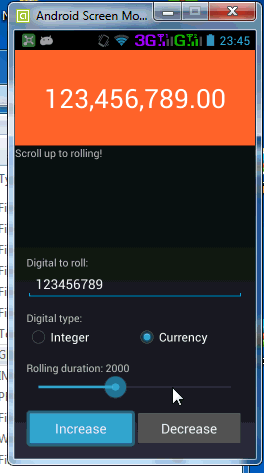 Android Screen Mo...
3G G 23:45
123,456,789.00
Scroll up to rolling!
Digital to roll:
123456789
Digital type:
Integer Currency
Rolling duration: 2000
Increase Decrease